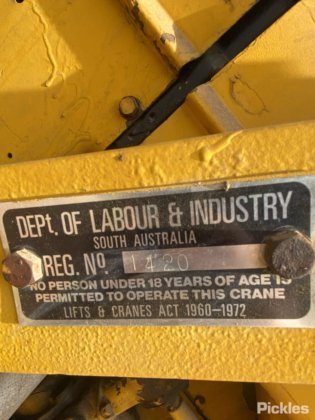 DEPt. OF LABOUR & INDUSTRY
SOUTH AUSTRALIA
REG. Nº. 1420
NO PERSON UNDER 18 YEARS OF AGE IS
PERMITTED TO OPERATE THIS CRANE
LIFTS & CRANES ACT 1960-1972
Pickles